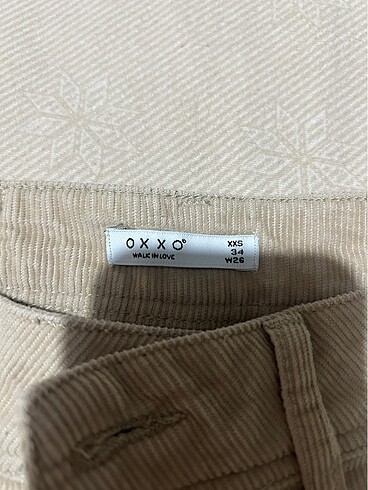 OXXO°
WALK IN LOVE
XXS
34
W26